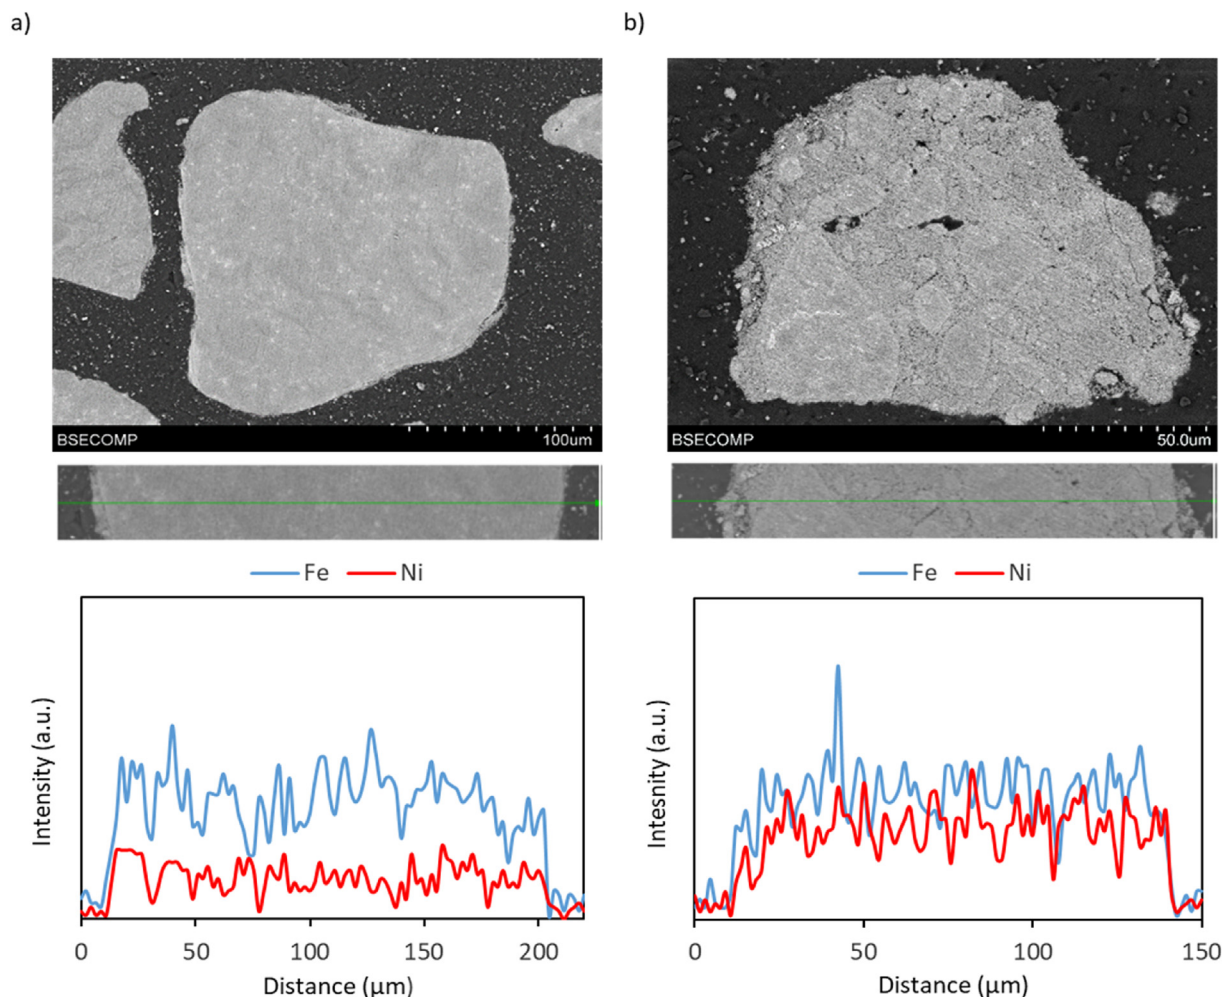 a)
b)
BSECOMP
100um
BSECOMP
50.0um
Fe
Ni
Fe
Ni
Intensity (a.u.)
Intesnity (a.u.)
0
50
100
150
200
0
50
100
150
Distance (μm)
Distance (μm)